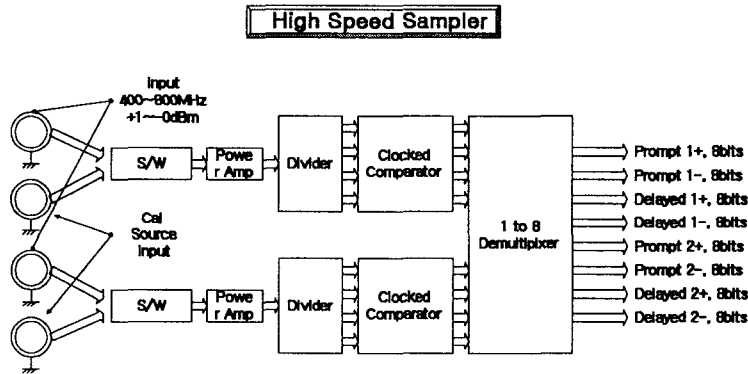 High Speed Sampler
Input
400~800MHz
+1~-0dBm
S/W
Powe
r Amp
Divider
Clocked
Comparator
Cal
Source
Input
1 to 8
Demultipixer
S/W
Powe
r Amp
Divider
Clocked
Comparator
Prompt 1+, 8bits
Prompt 1-, 8bits
Delayed 1+, 8bits
Delayed 1-, 8bits
Prompt 2+, 8bits
Prompt 2-, 8bits
Delayed 2+, 8bits
Delayed 2-, 8bits